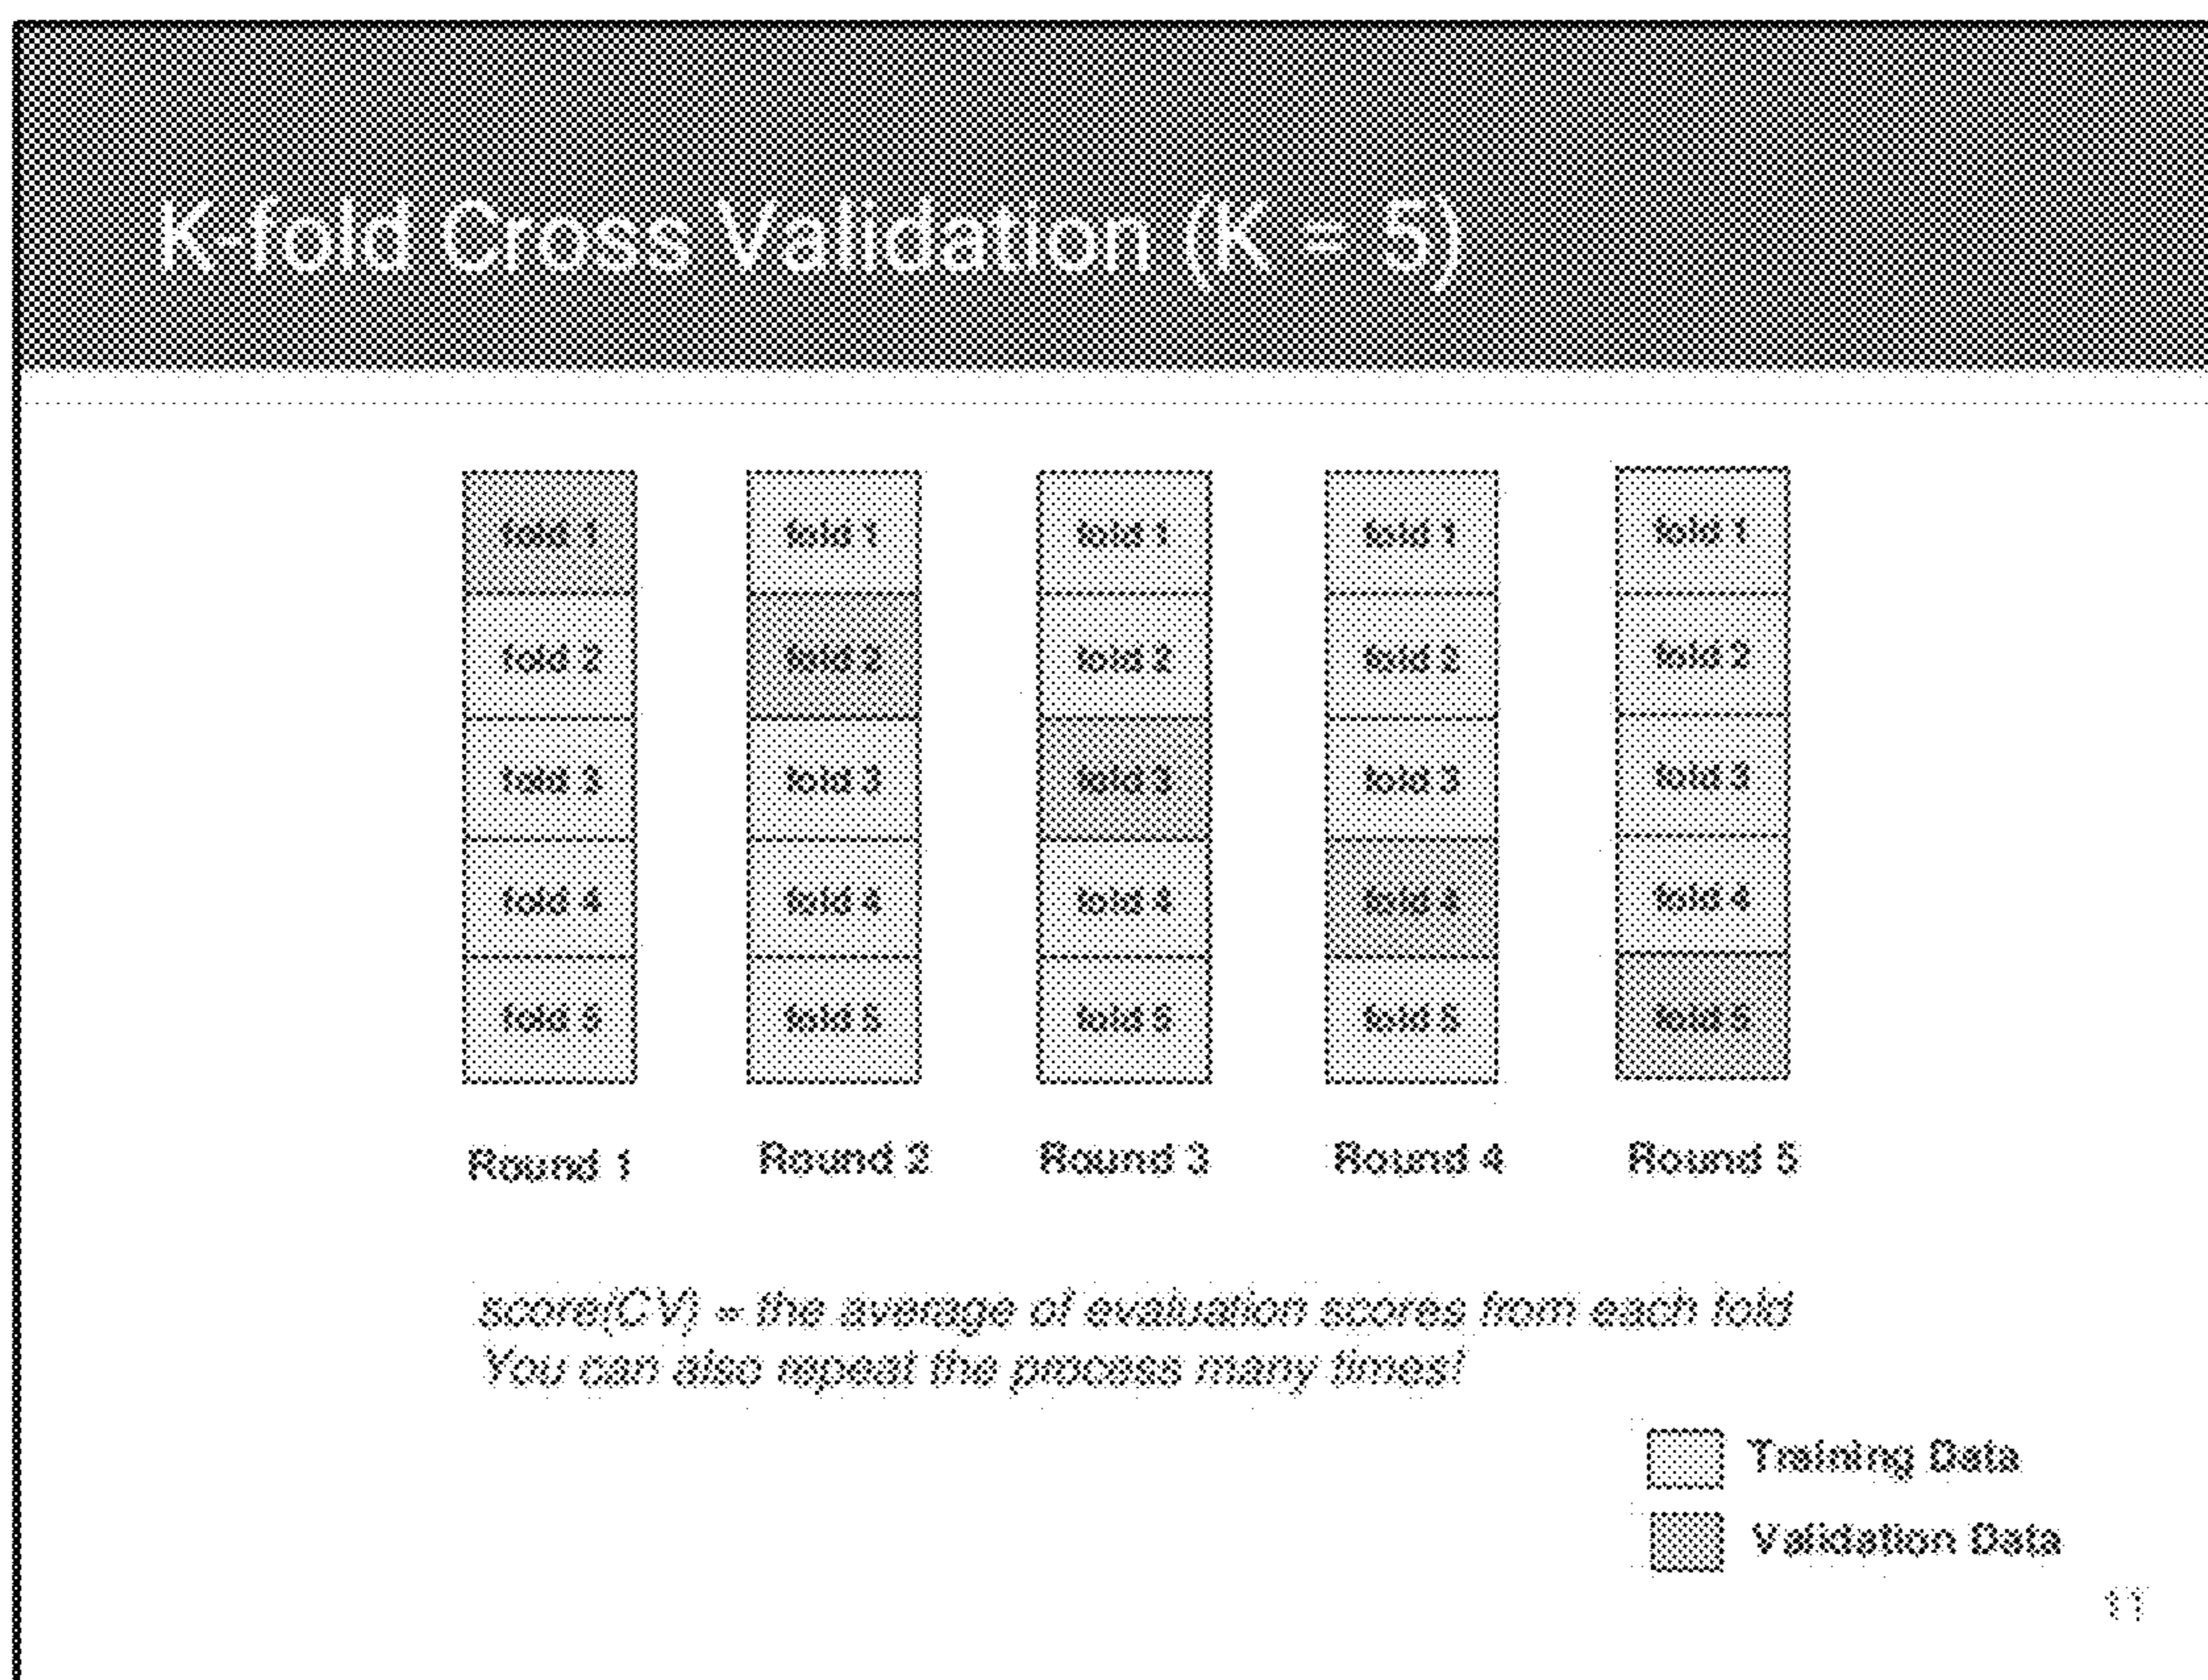 K-fold Cross Validation (K = 5)
fold 1 fold 1 fold 1 fold 1 fold 1
fold 2 fold 2 fold 2 fold 2 fold 2
fold 3 fold 3 fold 3 fold 3 fold 3
fold 4 fold 4 fold 4 fold 4 fold 4
fold 5 fold 5 fold 5 fold 5 fold 5
Round 1 Round 2 Round 3 Round 4 Round 5
score(CV) = the average of evaluation scores from each fold
You can also repeat the process many times!
Training Data
Validation Data
11